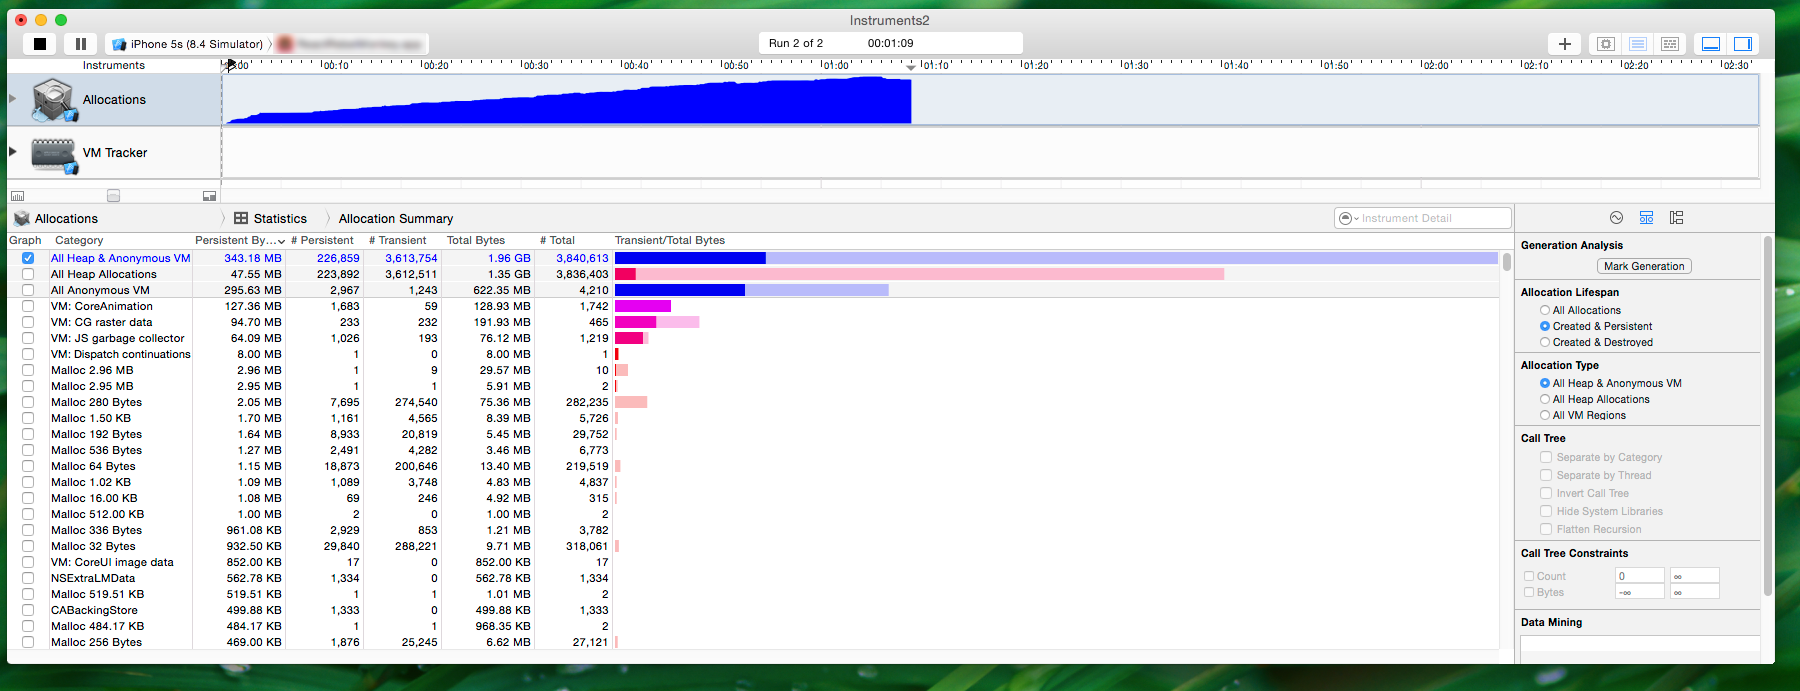 Instruments2
iPhone 5s (8.4 Simulator)
Run 2 of 2 00:01:09
Instruments
00:10 00:20 00:30 00:40 00:50 01:00 01:10 01:20 01:30 01:40 01:50 02:00 02:10 02:20 02:30
Allocations
VM Tracker
Allocations Statistics Allocation Summary Instrument Detail
Graph Category Persistent By... # Persistent # Transient Total Bytes # Total Transient/Total Bytes
All Heap & Anonymous VM 343.18 MB 226,859 3,613,754 1.96 GB 3,840,613
All Heap Allocations 47.55 MB 223,892 3,612,511 1.35 GB 3,836,403
All Anonymous VM 295.63 MB 2,967 1,243 622.35 MB 4,210
VM: CoreAnimation 127.36 MB 1,683 59 128.93 MB 1,742
VM: CG raster data 94.70 MB 233 232 191.93 MB 465
VM: JS garbage collector 64.09 MB 1,026 193 76.12 MB 1,219
VM: Dispatch continuations 8.00 MB 1 0 8.00 MB 1
Malloc 2.96 MB 2.96 MB 1 9 29.57 MB 10
Malloc 2.95 MB 2.95 MB 1 1 5.91 MB 2
Malloc 280 Bytes 2.05 MB 7,695 274,540 75.36 MB 282,235
Malloc 1.50 KB 1.70 MB 1,161 4,565 8.39 MB 5,726
Malloc 192 Bytes 1.64 MB 8,933 20,819 5.45 MB 29,752
Malloc 536 Bytes 1.27 MB 2,491 4,282 3.46 MB 6,773
Malloc 64 Bytes 1.15 MB 18,873 200,646 13.40 MB 219,519
Malloc 1.02 KB 1.09 MB 1,089 3,748 4.83 MB 4,837
Malloc 16.00 KB 1.08 MB 69 246 4.92 MB 315
Malloc 512.00 KB 1.00 MB 2 0 1.00 MB 2
Malloc 336 Bytes 961.08 KB 2,929 853 1.21 MB 3,782
Malloc 32 Bytes 932.50 KB 29,840 288,221 9.71 MB 318,061
VM: CoreUI image data 852.00 KB 17 0 852.00 KB 17
NSExtraLMData 562.78 KB 1,334 0 562.78 KB 1,334
Malloc 519.51 KB 519.51 KB 1 1 1.01 MB 2
CABackingStore 499.88 KB 1,333 0 499.88 KB 1,333
Malloc 484.17 KB 484.17 KB 1 1 968.35 KB 2
Malloc 256 Bytes 469.00 KB 1,876 25,245 6.62 MB 27,121
Generation Analysis
Mark Generation
Allocation Lifespan
All Allocations
Created & Persistent
Created & Destroyed
Allocation Type
All Heap & Anonymous VM
All Heap Allocations
All VM Regions
Call Tree
Separate by Category
Separate by Thread
Invert Call Tree
Hide System Libraries
Flatten Recursion
Call Tree Constraints
Count 0 ∞
Bytes -∞ ∞
Data Mining